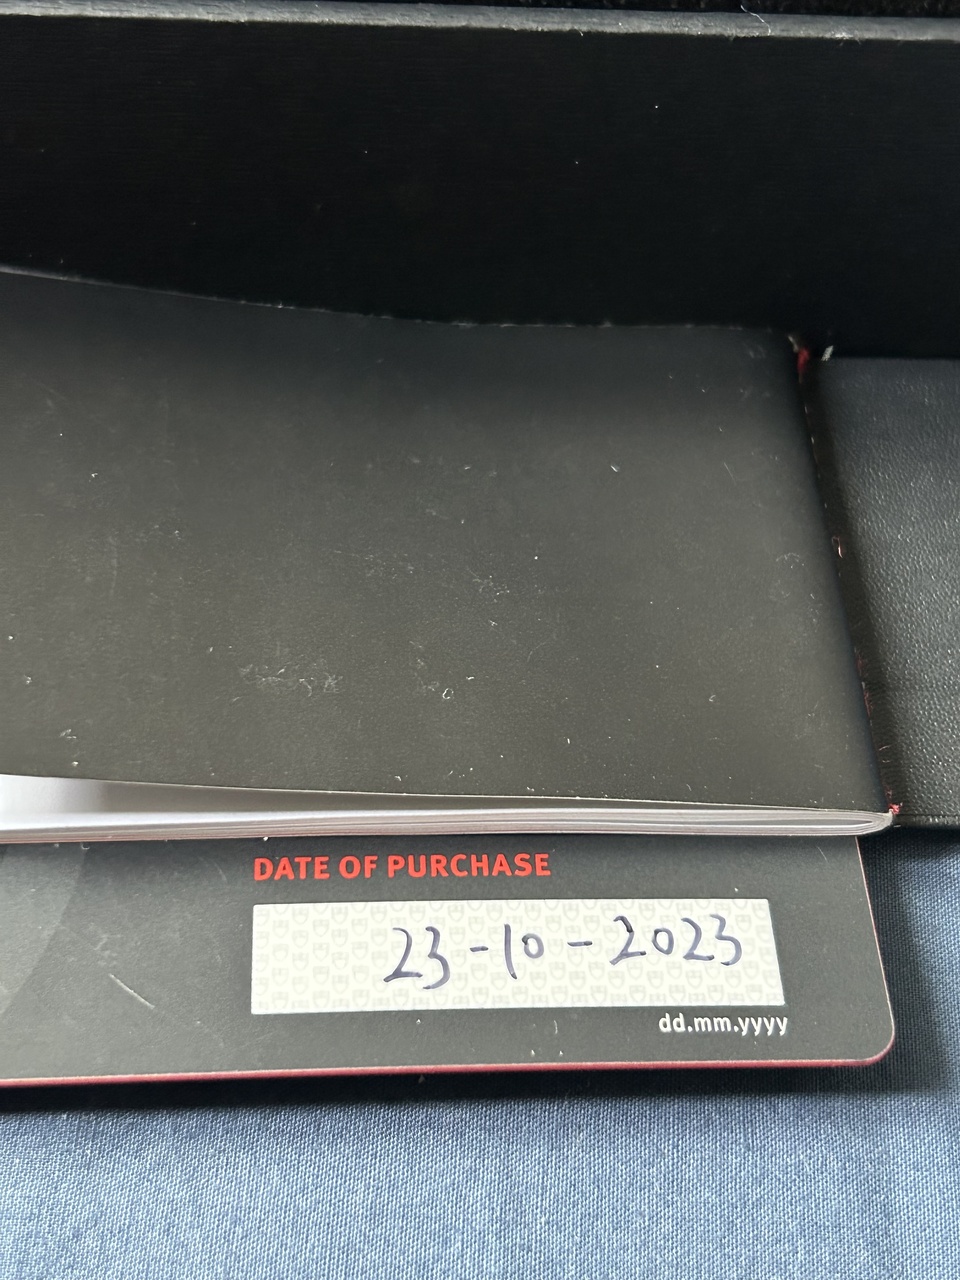 DATE OF PURCHASE
23-10-2023
dd.mm.yyyy